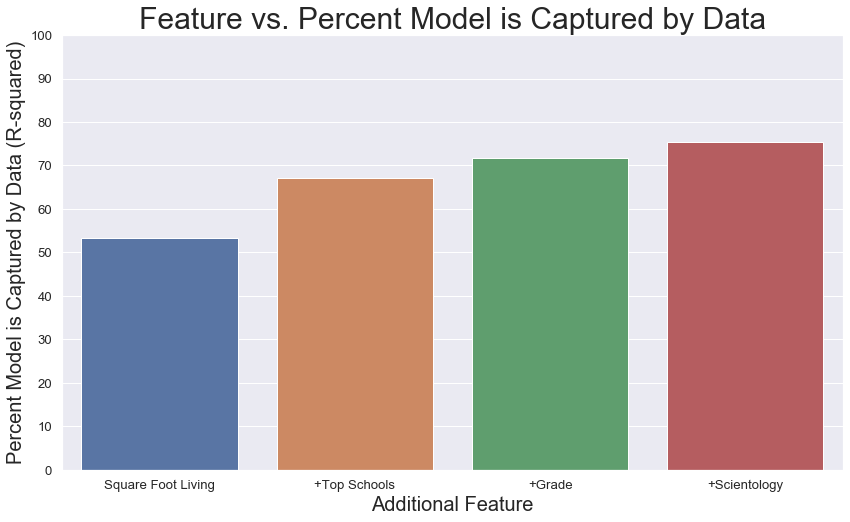 Feature vs. Percent Model is Captured by Data
Percent Model is Captured by Data (R-squared)
100
90
80
70
60
50
40
30
20
10
0
Square Foot Living
+Top Schools
+Grade
+Scientology
Additional Feature